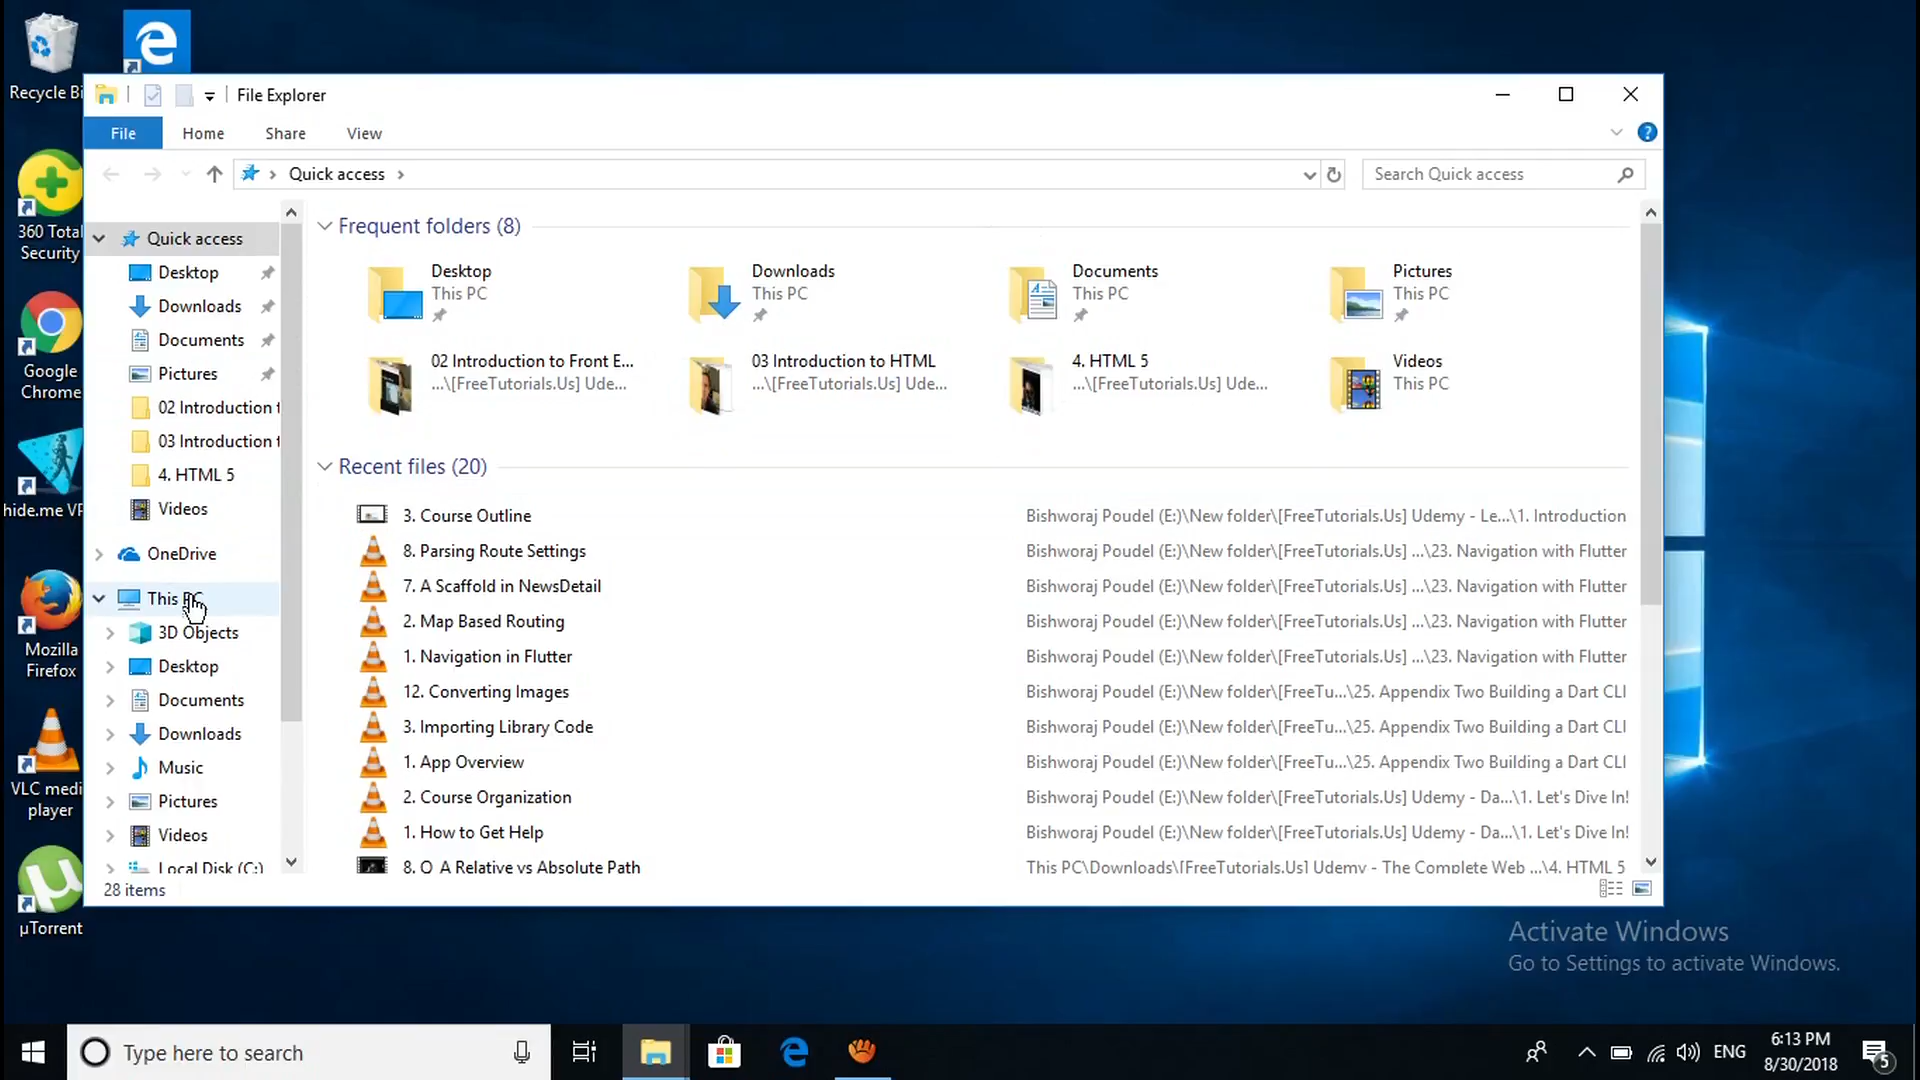 Recycle Bi
File Explorer
File Home Share View
Quick access
Search Quick access
360 Total
Security
Google
Chrome
hide.me VP
Mozilla
Firefox
VLC medi
player
µTorrent
Quick access
Desktop
Downloads
Documents
Pictures
02 Introduction t
03 Introduction t
4. HTML 5
Videos
OneDrive
This PC
3D Objects
Desktop
Documents
Downloads
Music
Pictures
Videos
Local Disk (C:)
28 items
Frequent folders (8)
Desktop
This PC
Downloads
This PC
Documents
This PC
Pictures
This PC
02 Introduction to Front E...
...\[FreeTutorials.Us] Ude...
03 Introduction to HTML
...\[FreeTutorials.Us] Ude...
4. HTML 5
...\[FreeTutorials.Us] Ude...
Videos
This PC
Recent files (20)
3. Course Outline Bishworaj Poudel (E:)\New folder\[FreeTutorials.Us] Udemy - Le...\1. Introduction
8. Parsing Route Settings Bishworaj Poudel (E:)\New folder\[FreeTutorials.Us] ...\23. Navigation with Flutter
7. A Scaffold in NewsDetail Bishworaj Poudel (E:)\New folder\[FreeTutorials.Us] ...\23. Navigation with Flutter
2. Map Based Routing Bishworaj Poudel (E:)\New folder\[FreeTutorials.Us] ...\23. Navigation with Flutter
1. Navigation in Flutter Bishworaj Poudel (E:)\New folder\[FreeTutorials.Us] ...\23. Navigation with Flutter
12. Converting Images Bishworaj Poudel (E:)\New folder\[FreeTu...\25. Appendix Two Building a Dart CLI
3. Importing Library Code Bishworaj Poudel (E:)\New folder\[FreeTu...\25. Appendix Two Building a Dart CLI
1. App Overview Bishworaj Poudel (E:)\New folder\[FreeTu...\25. Appendix Two Building a Dart CLI
2. Course Organization Bishworaj Poudel (E:)\New folder\[FreeTutorials.Us] Udemy - Da...\1. Let's Dive In!
1. How to Get Help Bishworaj Poudel (E:)\New folder\[FreeTutorials.Us] Udemy - Da...\1. Let's Dive In!
8. Q A Relative vs Absolute Path This PC\Downloads\[FreeTutorials.Us] Udemy - The Complete Web ...\4. HTML 5
Activate Windows
Go to Settings to activate Windows.
Type here to search
ENG
6:13 PM
8/30/2018
5